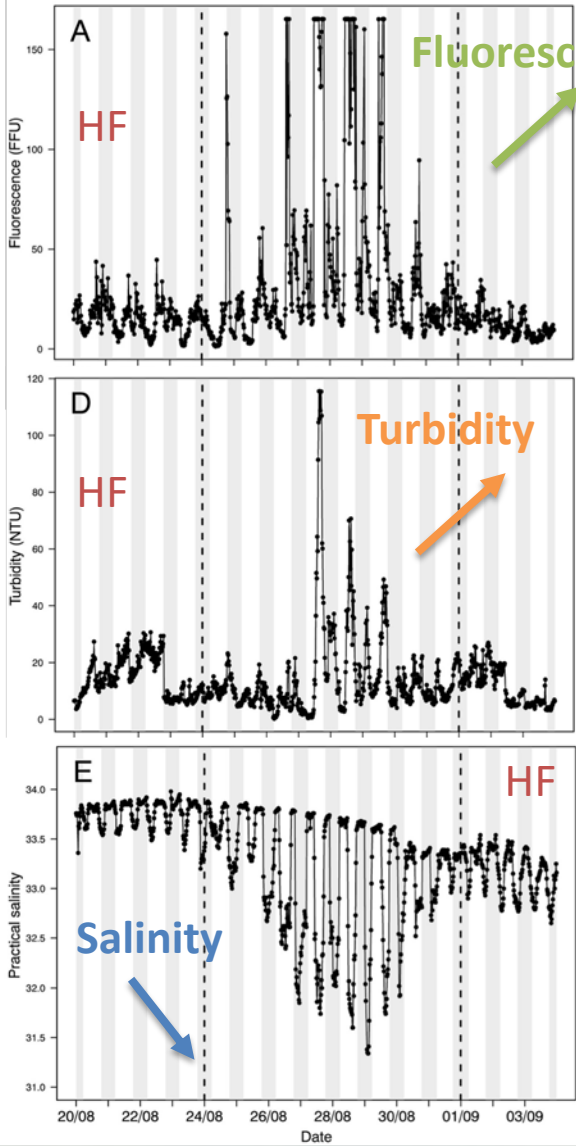 A
Fluoresc
HF
Fluorescence (FFU)
150
100
50
0
D
Turbidity
HF
Turbidity (NTU)
120
100
80
60
40
20
0
E
HF
Salinity
Practical salinity
34.0
33.5
33.0
32.5
32.0
31.5
31.0
20/08 22/08 24/08 26/08 28/08 30/08 01/09 03/09
Date